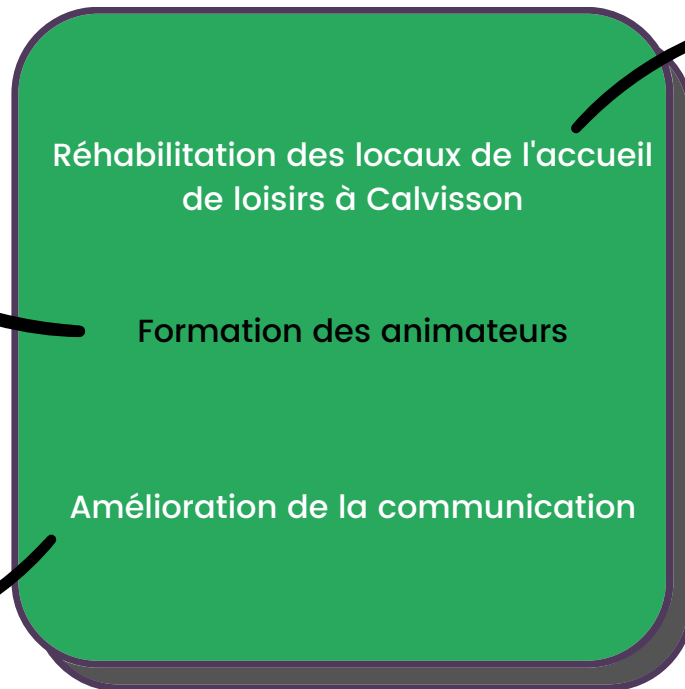 Réhabilitation des locaux de l'accueil
de loisirs à Calvisson
Formation des animateurs
Amélioration de la communication